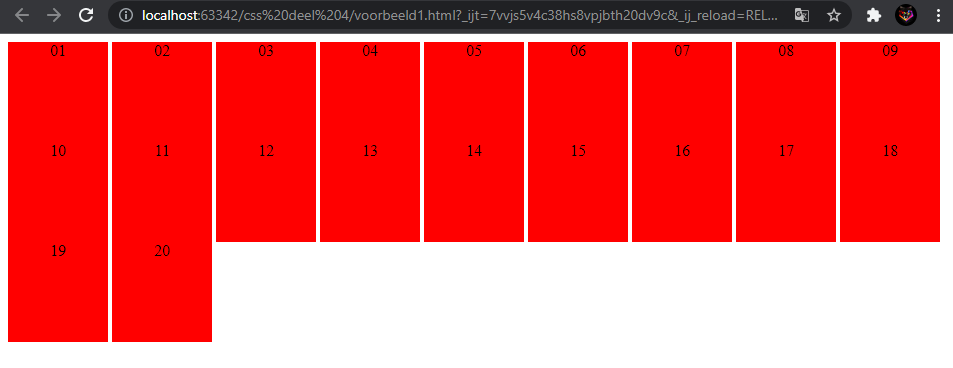 localhost:63342/css%20deel%204/voorbeeld1.html?_ijt=7vvjs5v4c38hs8vpjbth20dv9c&_ij_reload=REL...
01 02 03 04 05 06 07 08 09
10 11 12 13 14 15 16 17 18
19 20